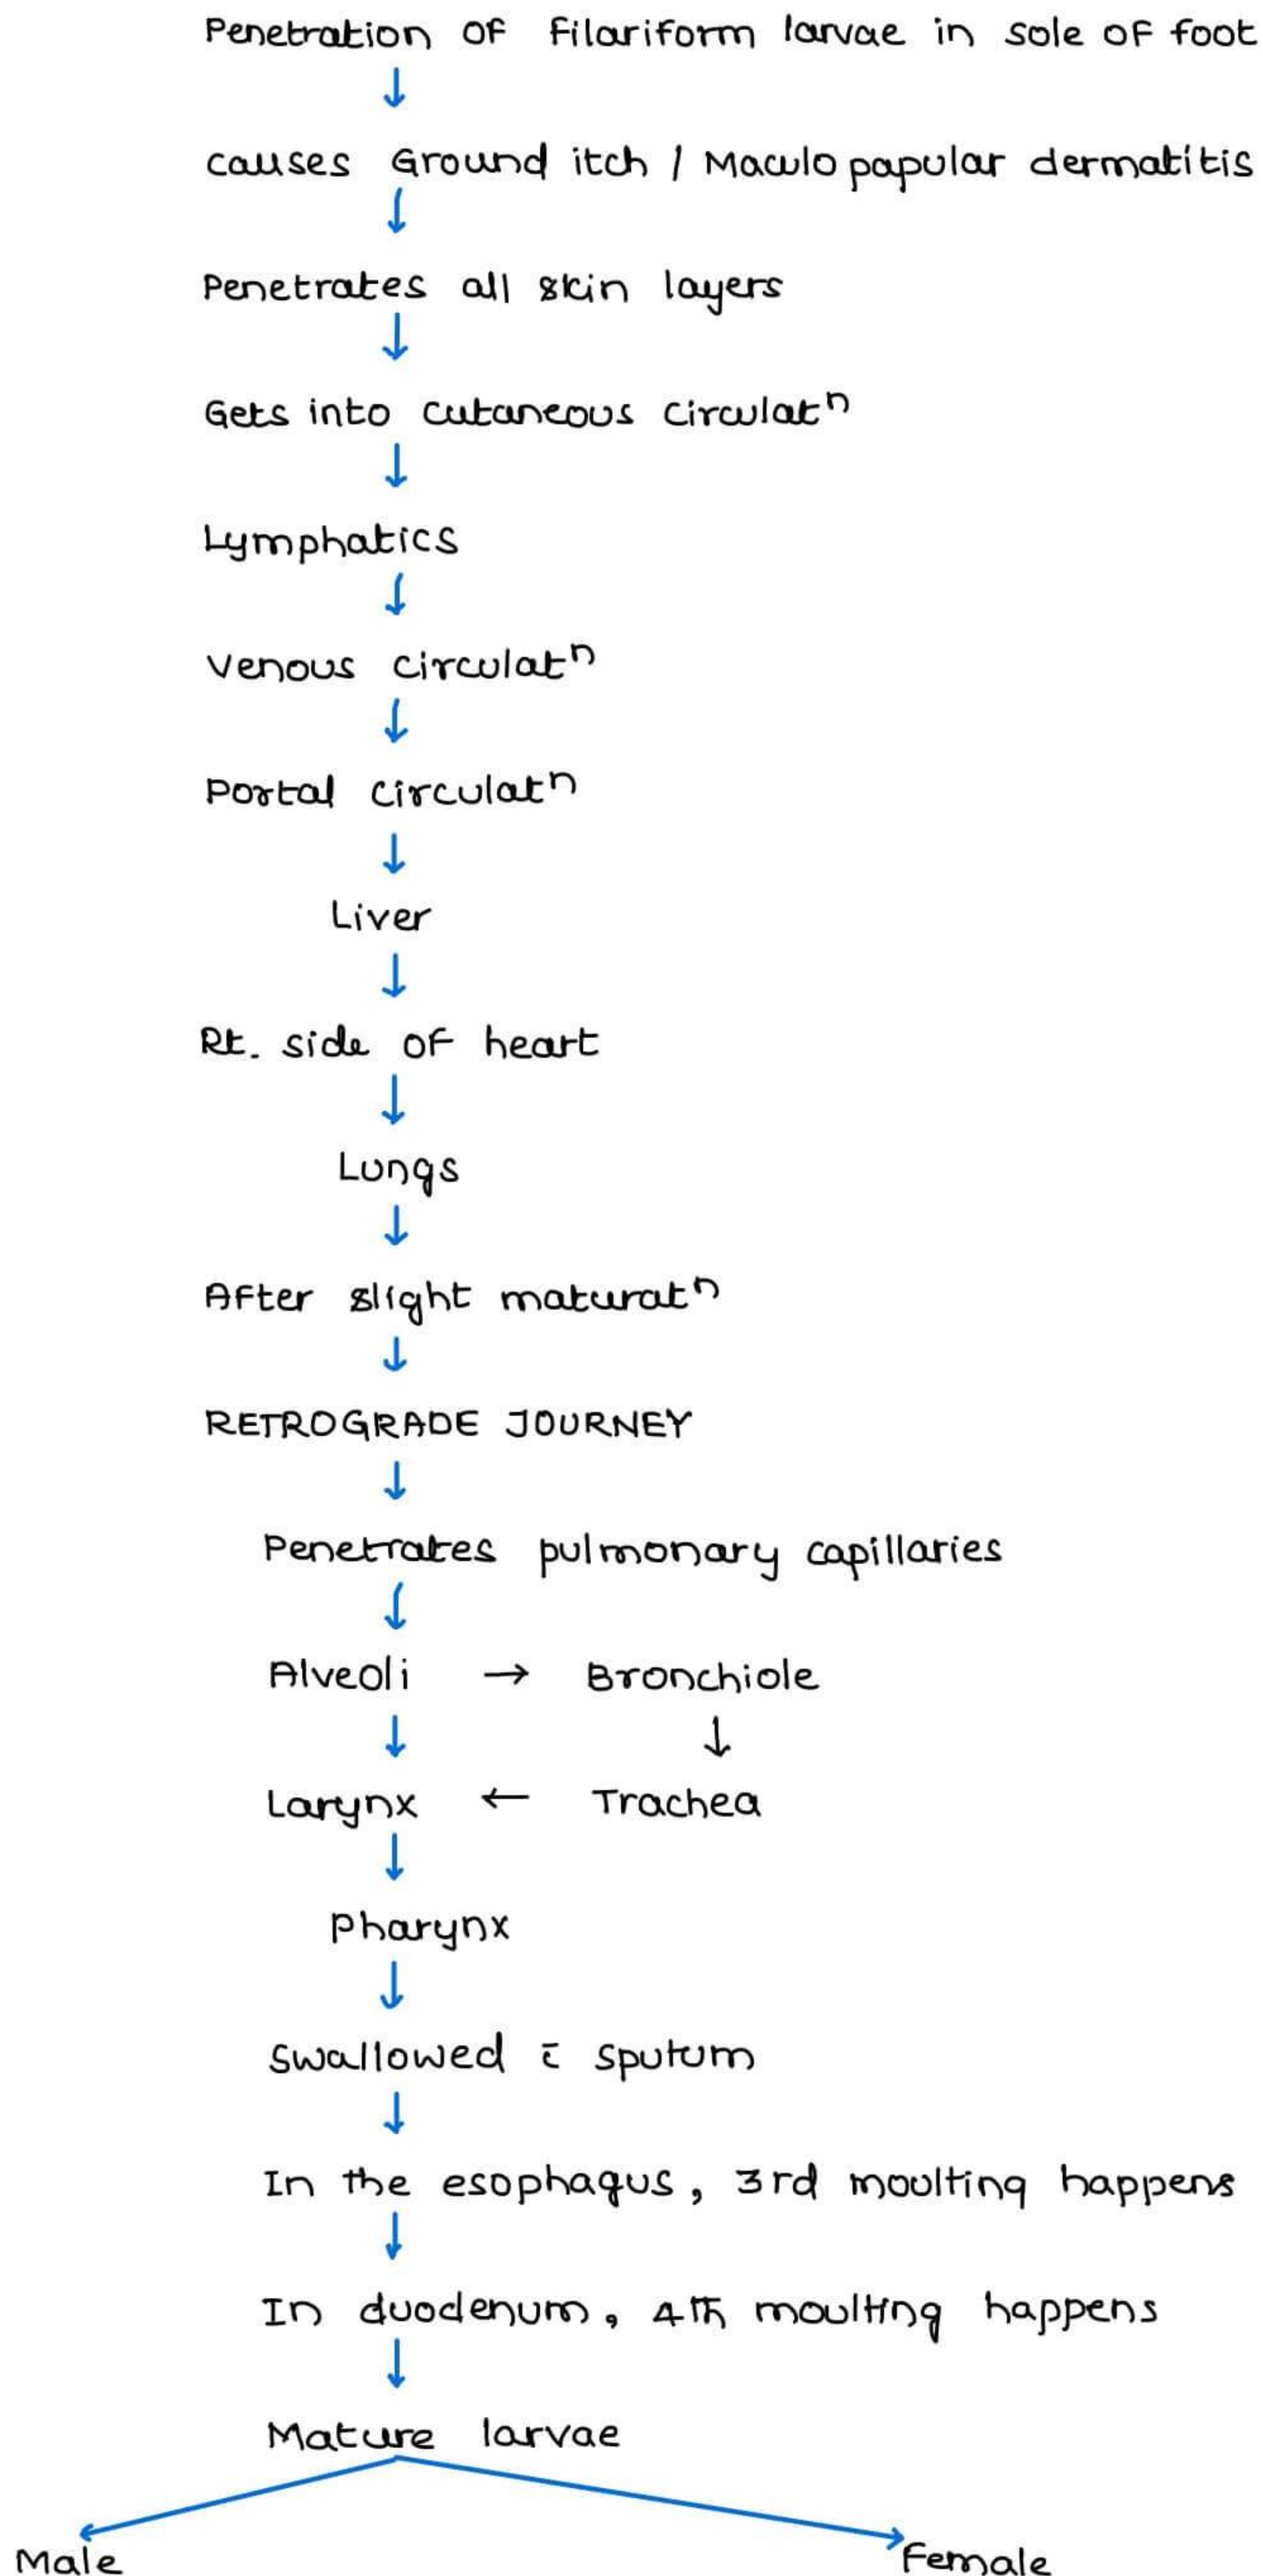 Penetration of Filariform larvae in sole of foot
↓
causes Ground itch / Maculo papular dermatitis
↓
Penetrates all skin layers
↓
Gets into cutaneous circulatⁿ
↓
Lymphatics
↓
Venous circulatⁿ
↓
Portal circulatⁿ
↓
Liver
↓
Rt. side of heart
↓
Lungs
↓
After slight maturatⁿ
↓
RETROGRADE JOURNEY
↓
Penetrates pulmonary capillaries
↓
Alveoli → Bronchiole
↓ ↓
Larynx ← Trachea
↓
Pharynx
↓
Swallowed c̄ sputum
↓
In the esophagus, 3rd moulting happens
↓
In duodenum, 4th moulting happens
↓
Mature larvae
Male Female